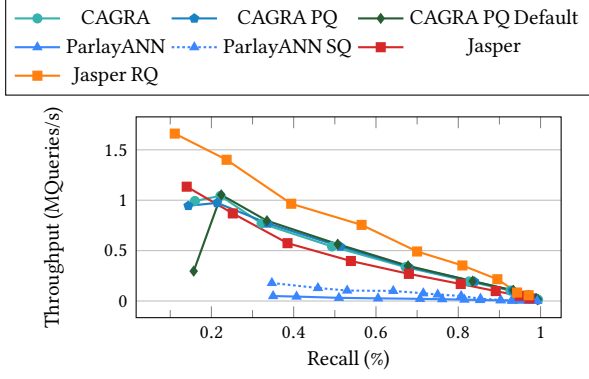 CAGRA CAGRA PQ CAGRA PQ Default
ParlayANN ParlayANN SQ Jasper
Jasper RQ
Throughput (MQueries/s)
1.5
1
0.5
0
0.2 0.4 0.6 0.8 1
Recall (%)